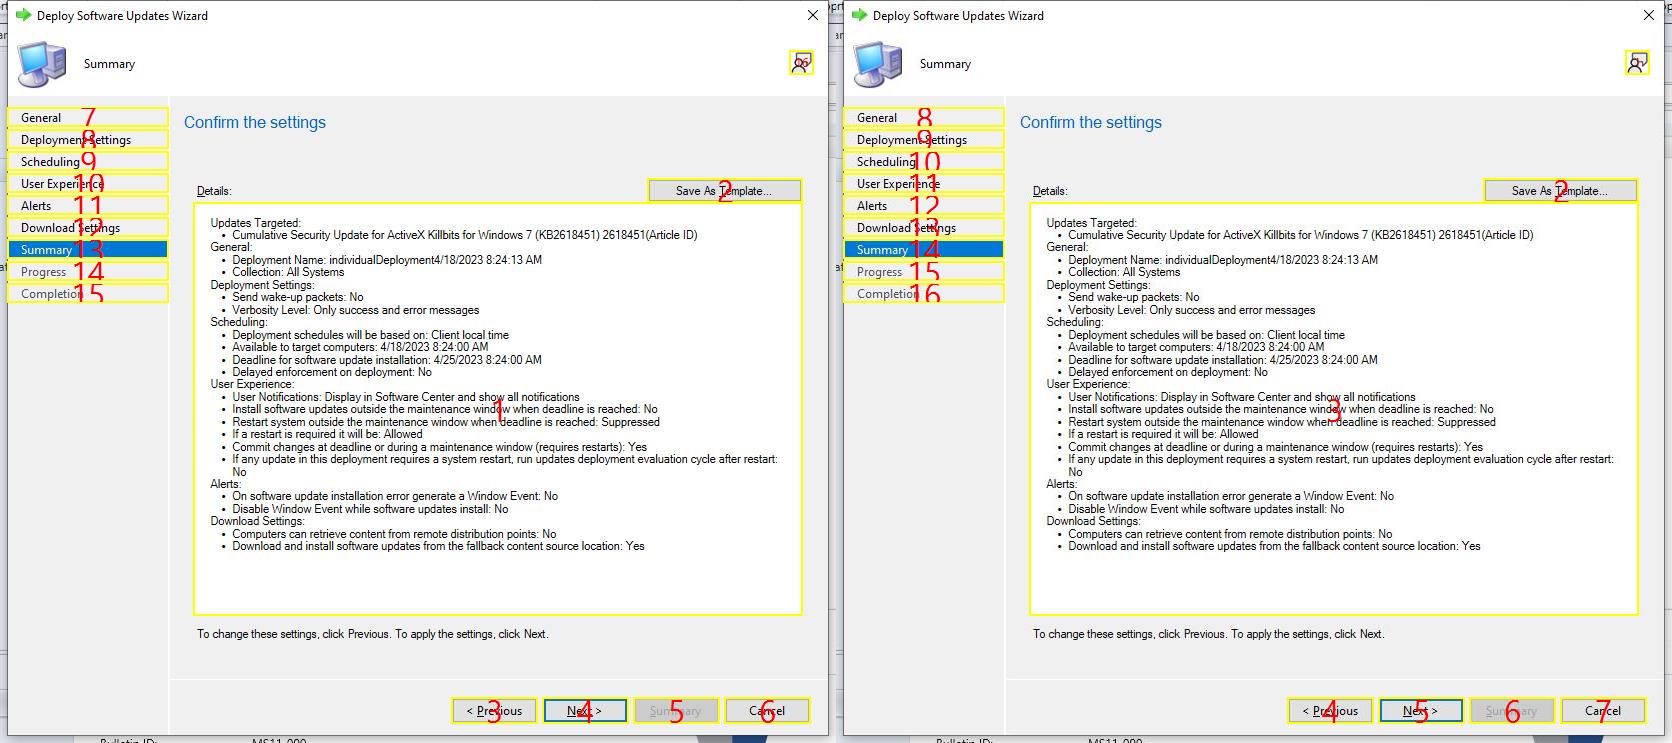 Deploy Software Updates Wizard
Summary
16
General
7
Deployment Settings
8
Scheduling
9
User Experience
10
Alerts
11
Download Settings
12
Summary
13
Progress
14
Completion
15
Confirm the settings
Details:
Save As Template...
2
Updates Targeted:
• Cumulative Security Update for ActiveX Killbits for Windows 7 (KB2618451) 2618451(Article ID)
General:
• Deployment Name: individualDeployment4/18/2023 8:24:13 AM
• Collection: All Systems
Deployment Settings:
• Send wake-up packets: No
• Verbosity Level: Only success and error messages
Scheduling:
• Deployment schedules will be based on: Client local time
• Available to target computers: 4/18/2023 8:24:00 AM
• Deadline for software update installation: 4/25/2023 8:24:00 AM
• Delayed enforcement on deployment: No
User Experience:
• User Notifications: Display in Software Center and show all notifications
• Install software updates outside the maintenance window when deadline is reached: No
1
• Restart system outside the maintenance window when deadline is reached: Suppressed
• If a restart is required it will be: Allowed
• Commit changes at deadline or during a maintenance window (requires restarts): Yes
• If any update in this deployment requires a system restart, run updates deployment evaluation cycle after restart:
No
Alerts:
• On software update installation error generate a Window Event: No
• Disable Window Event while software updates install: No
Download Settings:
• Computers can retrieve content from remote distribution points: No
• Download and install software updates from the fallback content source location: Yes
To change these settings, click Previous. To apply the settings, click Next.
< Previous
3
Next >
4
Summary
5
Cancel
6
Bulletin ID:
MS11-090
Deploy Software Updates Wizard
Summary
General
8
Deployment Settings
9
Scheduling
10
User Experience
11
Alerts
12
Download Settings
13
Summary
14
Progress
15
Completion
16
Confirm the settings
Details:
Save As Template...
2
Updates Targeted:
• Cumulative Security Update for ActiveX Killbits for Windows 7 (KB2618451) 2618451(Article ID)
General:
• Deployment Name: individualDeployment4/18/2023 8:24:13 AM
• Collection: All Systems
Deployment Settings:
• Send wake-up packets: No
• Verbosity Level: Only success and error messages
Scheduling:
• Deployment schedules will be based on: Client local time
• Available to target computers: 4/18/2023 8:24:00 AM
• Deadline for software update installation: 4/25/2023 8:24:00 AM
• Delayed enforcement on deployment: No
User Experience:
• User Notifications: Display in Software Center and show all notifications
• Install software updates outside the maintenance window when deadline is reached: No
3
• Restart system outside the maintenance window when deadline is reached: Suppressed
• If a restart is required it will be: Allowed
• Commit changes at deadline or during a maintenance window (requires restarts): Yes
• If any update in this deployment requires a system restart, run updates deployment evaluation cycle after restart:
No
Alerts:
• On software update installation error generate a Window Event: No
• Disable Window Event while software updates install: No
Download Settings:
• Computers can retrieve content from remote distribution points: No
• Download and install software updates from the fallback content source location: Yes
To change these settings, click Previous. To apply the settings, click Next.
< Previous
4
Next >
5
Summary
6
Cancel
7
Bulletin ID:
MS11-090